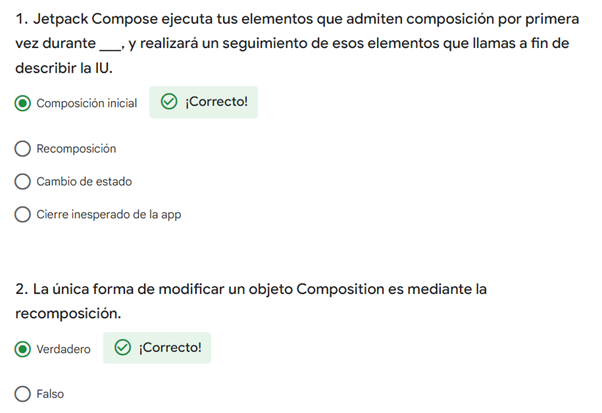 1. Jetpack Compose ejecuta tus elementos que admiten composición por primera
vez durante ___, y realizará un seguimiento de esos elementos que llamas a fin de
describir la IU.
Composición inicial
¡Correcto!
Recomposición
Cambio de estado
Cierre inesperado de la app
2. La única forma de modificar un objeto Composition es mediante la
recomposición.
Verdadero
¡Correcto!
Falso